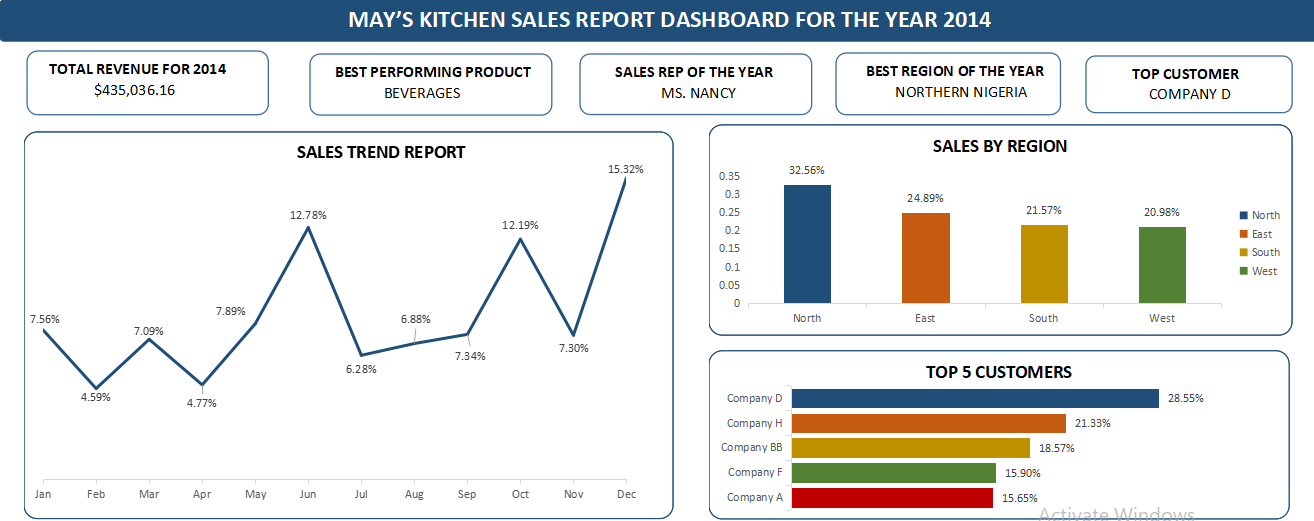 MAY’S KITCHEN SALES REPORT DASHBOARD FOR THE YEAR 2014
TOTAL REVENUE FOR 2014
$435,036.16
BEST PERFORMING PRODUCT
BEVERAGES
SALES REP OF THE YEAR
MS. NANCY
BEST REGION OF THE YEAR
NORTHERN NIGERIA
TOP CUSTOMER
COMPANY D
SALES TREND REPORT
7.56%
4.59%
7.09%
4.77%
7.89%
12.78%
6.28%
6.88%
7.34%
12.19%
7.30%
15.32%
Jan Feb Mar Apr May Jun Jul Aug Sep Oct Nov Dec
SALES BY REGION
0.35
0.3
0.25
0.2
0.15
0.1
0.05
0
32.56%
24.89%
21.57%
20.98%
North East South West
North
East
South
West
TOP 5 CUSTOMERS
Company D 28.55%
Company H 21.33%
Company BB 18.57%
Company F 15.90%
Company A 15.65%
Activate Windows